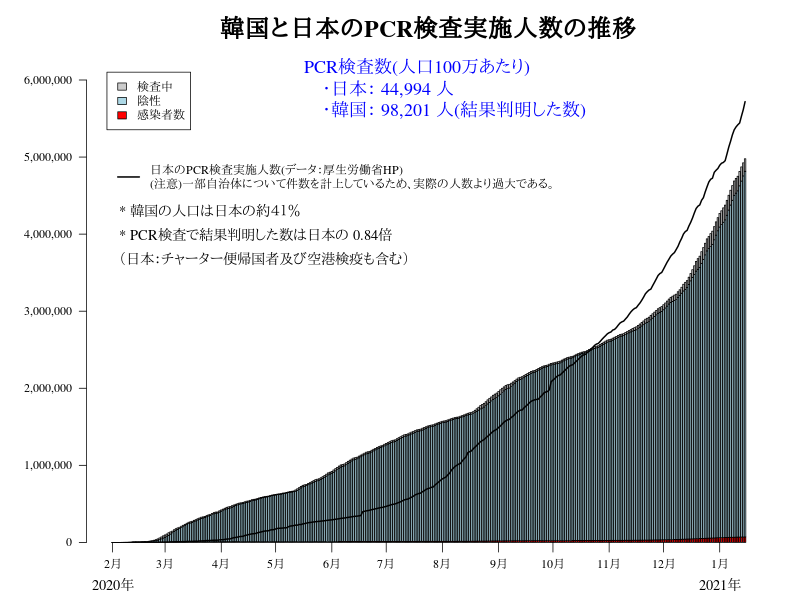 韓国と日本のPCR検査実施人数の推移
PCR検査数(人口100万あたり)
・日本: 44,994 人
・韓国: 98,201 人(結果判明した数)
検査中
陰性
感染者数
日本のPCR検査実施人数(データ:厚生労働省HP)
(注意)一部自治体について件数を計上しているため、実際の人数より過大である。
* 韓国の人口は日本の約41%
* PCR検査で結果判明した数は日本の 0.84倍
(日本:チャーター便帰国者及び空港検疫も含む)
6,000,000
5,000,000
4,000,000
3,000,000
2,000,000
1,000,000
0
2月 3月 4月 5月 6月 7月 8月 9月 10月 11月 12月 1月
2020年 2021年